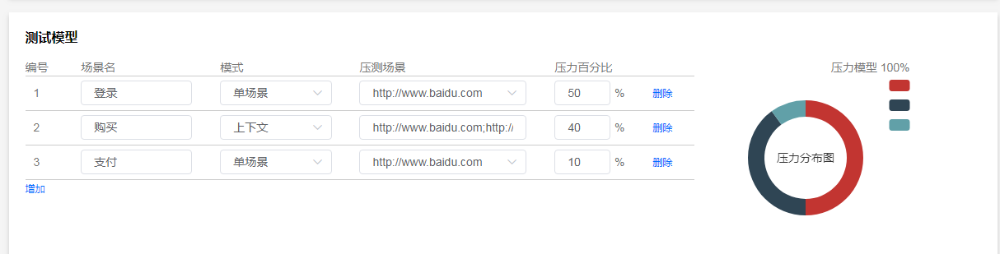 测试模型
编号 场景名 模式 压测场景 压力百分比 压力模型 100%
1 登录 单场景 http://www.baidu.com 50 % 删除
2 购买 上下文 http://www.baidu.com;http:// 40 % 删除
3 支付 单场景 http://www.baidu.com 10 % 删除
压力分布图
增加